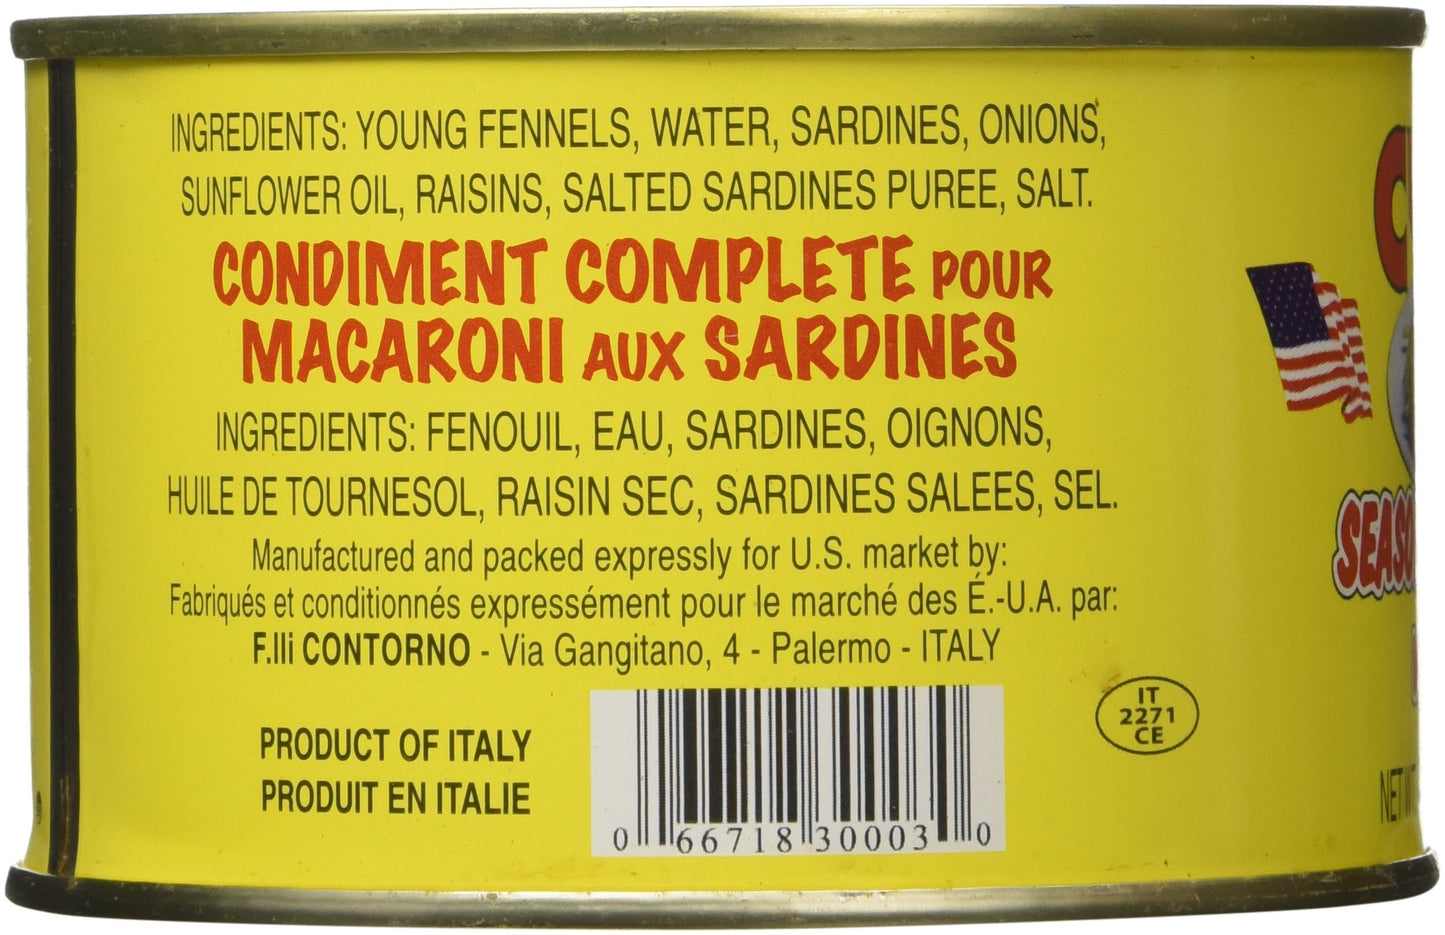 INGREDIENTS: YOUNG FENNELS, WATER, SARDINES, ONIONS,
SUNFLOWER OIL, RAISINS, SALTED SARDINES PUREE, SALT.
CONDIMENT COMPLETE POUR
MACARONI AUX SARDINES
INGREDIENTS: FENOUIL, EAU, SARDINES, OIGNONS,
HUILE DE TOURNESOL, RAISIN SEC, SARDINES SALEES, SEL.
Manufactured and packed expressly for U.S. market by:
Fabriqués et conditionnés expressément pour le marché des É.-U.A. par:
F.lli CONTORNO - Via Gangitano, 4 - Palermo - ITALY
PRODUCT OF ITALY
PRODUIT EN ITALIE
0 66718 30003 0
IT
2271
CE
NET